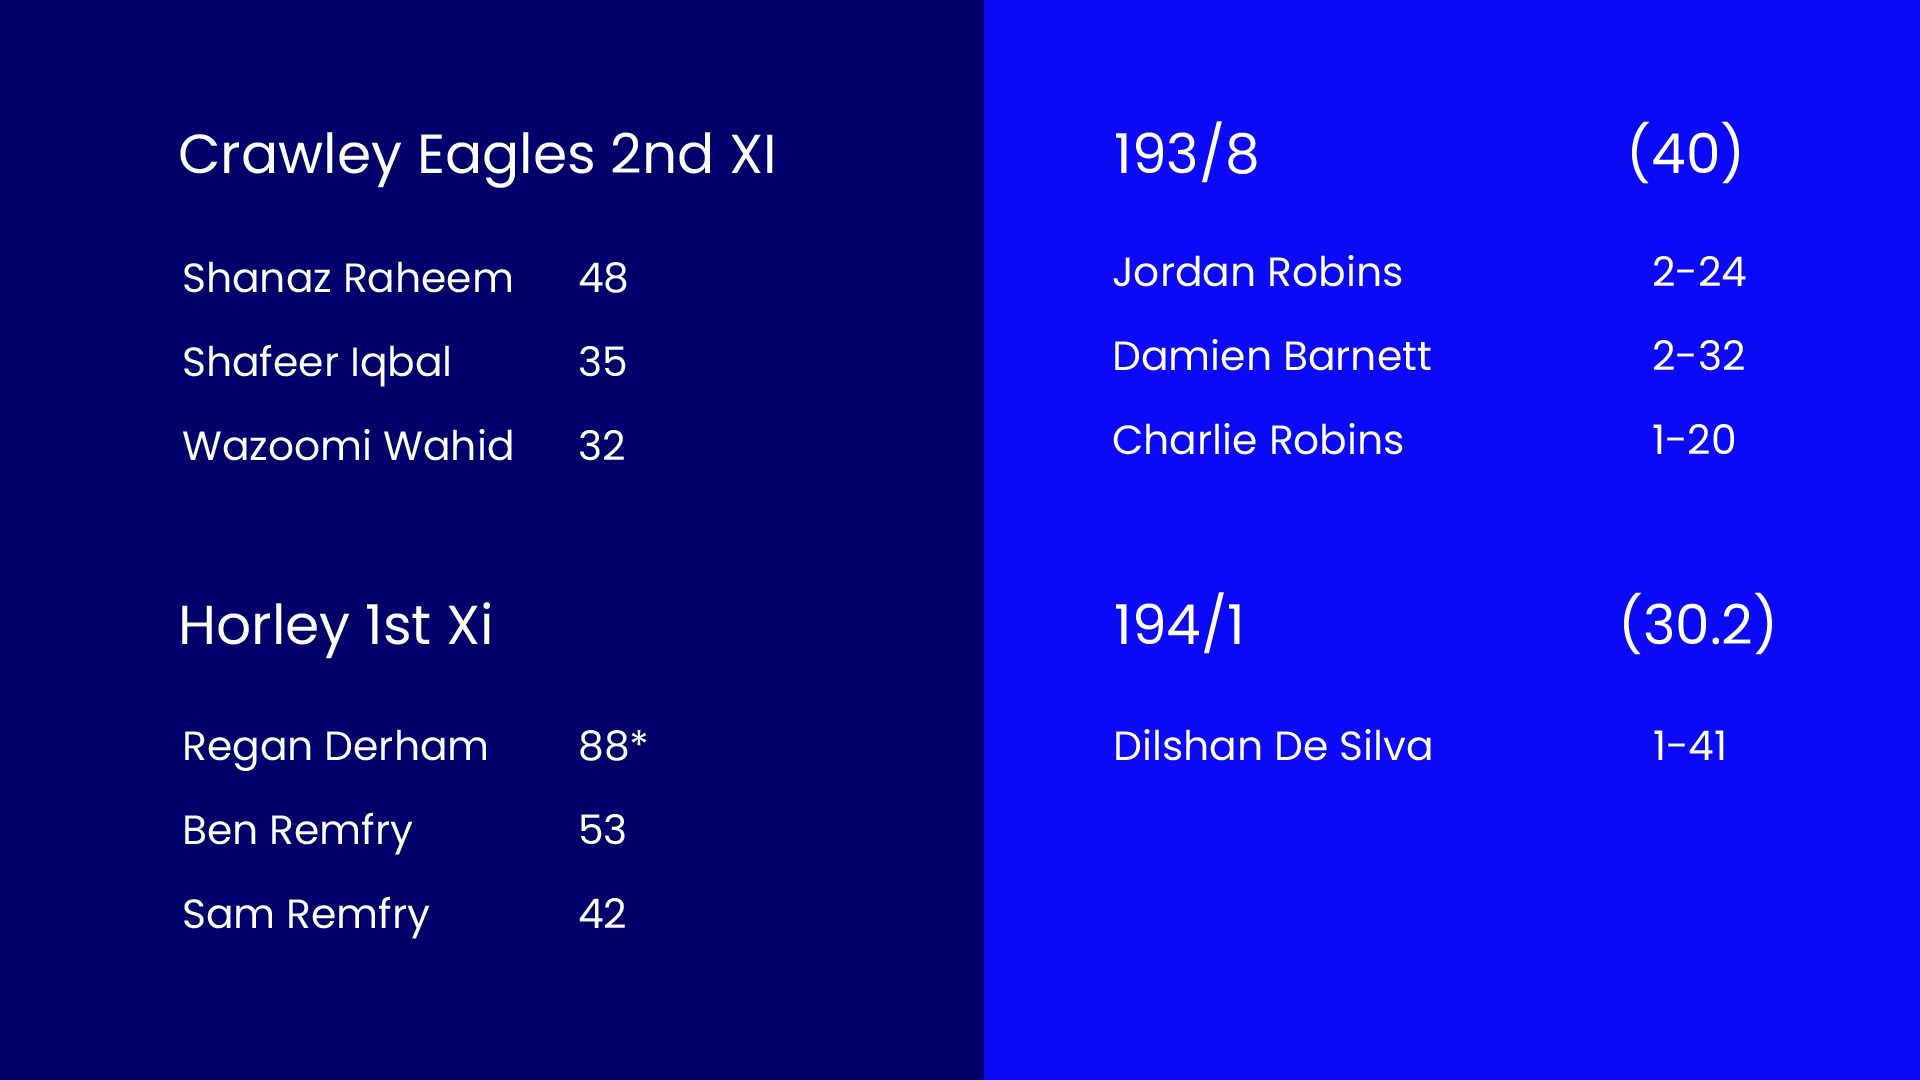 Crawley Eagles 2nd XI 193/8 (40)
Shanaz Raheem 48 Jordan Robins 2-24
Shafeer Iqbal 35 Damien Barnett 2-32
Wazoomi Wahid 32 Charlie Robins 1-20
Horley 1st Xi 194/1 (30.2)
Regan Derham 88* Dilshan De Silva 1-41
Ben Remfry 53
Sam Remfry 42